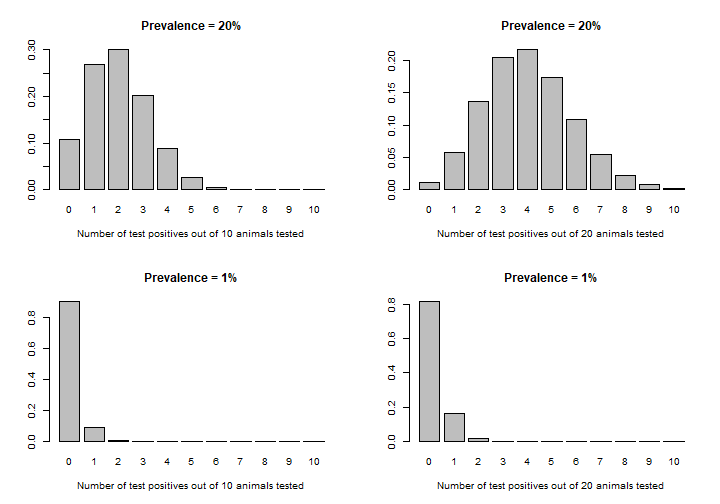 Prevalence = 20%
0.30
0.20
0.10
0.00
0 1 2 3 4 5 6 7 8 9 10
Number of test positives out of 10 animals tested
Prevalence = 20%
0.20
0.15
0.10
0.05
0.00
0 1 2 3 4 5 6 7 8 9 10
Number of test positives out of 20 animals tested
Prevalence = 1%
0.8
0.6
0.4
0.2
0.0
0 1 2 3 4 5 6 7 8 9 10
Number of test positives out of 10 animals tested
Prevalence = 1%
0.8
0.6
0.4
0.2
0.0
0 1 2 3 4 5 6 7 8 9 10
Number of test positives out of 20 animals tested